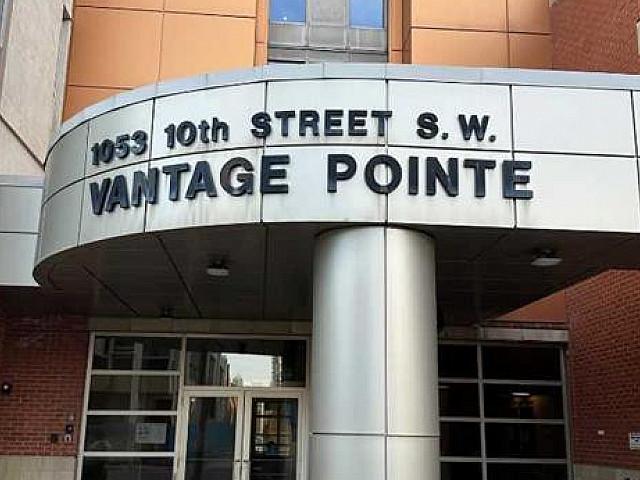 1053 10th STREET S.W.
VANTAGE POINTE